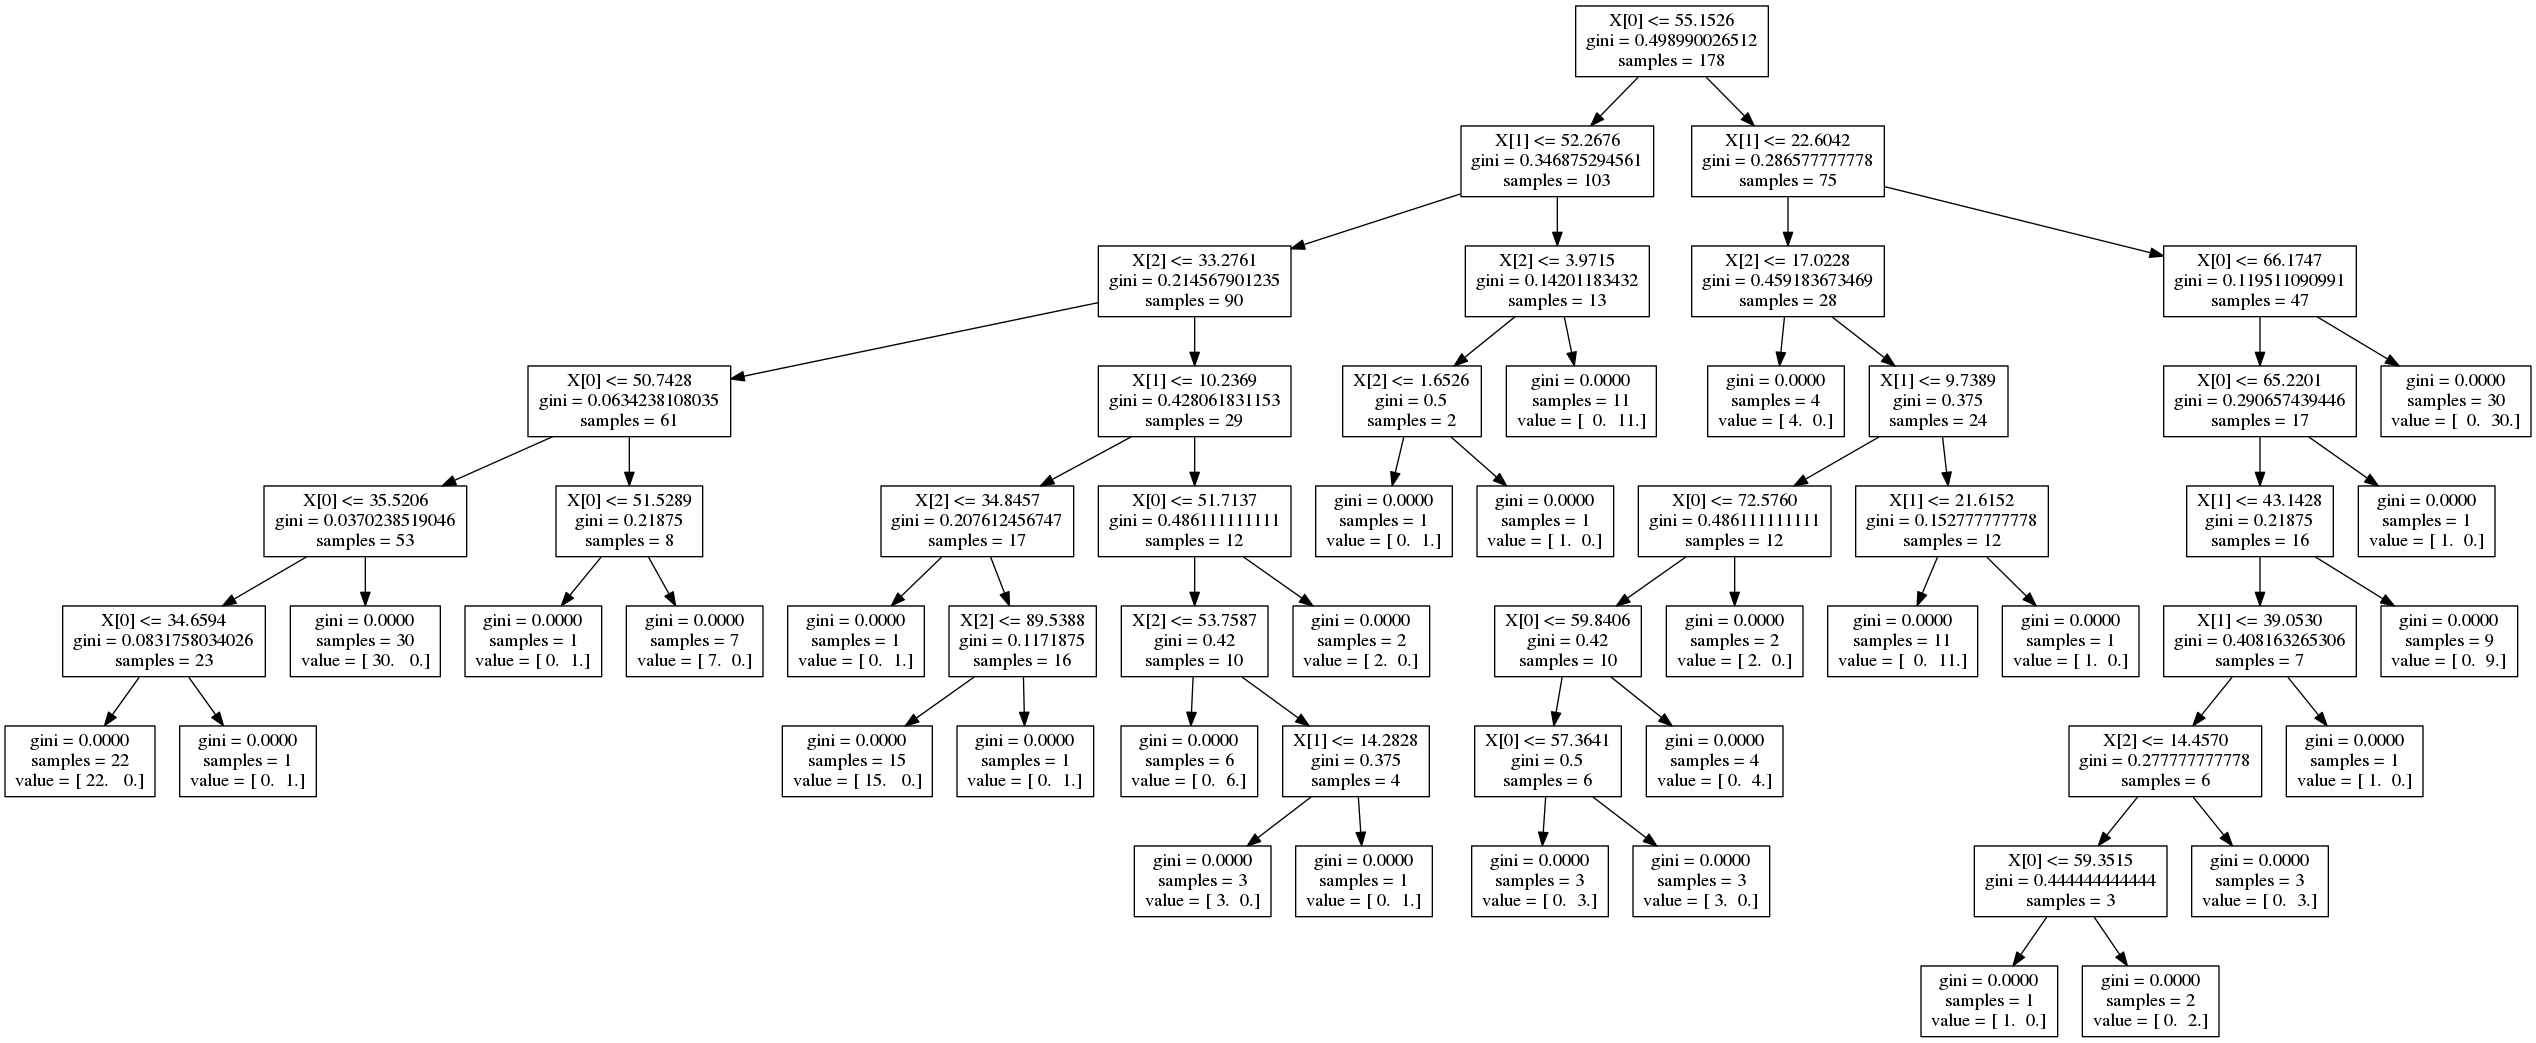 X[0] <= 55.1526
gini = 0.498990026512
samples = 178
X[1] <= 52.2676
gini = 0.346875294561
samples = 103
X[1] <= 22.6042
gini = 0.286577777778
samples = 75
X[2] <= 33.2761
gini = 0.214567901235
samples = 90
X[2] <= 3.9715
gini = 0.14201183432
samples = 13
X[2] <= 17.0228
gini = 0.459183673469
samples = 28
X[0] <= 66.1747
gini = 0.119511090991
samples = 47
X[0] <= 50.7428
gini = 0.0634238108035
samples = 61
X[1] <= 10.2369
gini = 0.428061831153
samples = 29
X[2] <= 1.6526
gini = 0.5
samples = 2
gini = 0.0000
samples = 11
value = [ 0. 11.]
gini = 0.0000
samples = 4
value = [ 4. 0.]
X[1] <= 9.7389
gini = 0.375
samples = 24
X[0] <= 65.2201
gini = 0.290657439446
samples = 17
gini = 0.0000
samples = 30
value = [ 0. 30.]
X[0] <= 35.5206
gini = 0.0370238519046
samples = 53
X[0] <= 51.5289
gini = 0.21875
samples = 8
X[2] <= 34.8457
gini = 0.207612456747
samples = 17
X[0] <= 51.7137
gini = 0.486111111111
samples = 12
gini = 0.0000
samples = 1
value = [ 0. 1.]
gini = 0.0000
samples = 1
value = [ 1. 0.]
X[0] <= 72.5760
gini = 0.486111111111
samples = 12
X[1] <= 21.6152
gini = 0.152777777778
samples = 12
X[1] <= 43.1428
gini = 0.21875
samples = 16
gini = 0.0000
samples = 1
value = [ 1. 0.]
X[0] <= 34.6594
gini = 0.0831758034026
samples = 23
gini = 0.0000
samples = 30
value = [ 30. 0.]
gini = 0.0000
samples = 1
value = [ 0. 1.]
gini = 0.0000
samples = 7
value = [ 7. 0.]
gini = 0.0000
samples = 1
value = [ 0. 1.]
X[2] <= 89.5388
gini = 0.1171875
samples = 16
X[2] <= 53.7587
gini = 0.42
samples = 10
gini = 0.0000
samples = 2
value = [ 2. 0.]
X[0] <= 59.8406
gini = 0.42
samples = 10
gini = 0.0000
samples = 2
value = [ 2. 0.]
gini = 0.0000
samples = 11
value = [ 0. 11.]
gini = 0.0000
samples = 1
value = [ 1. 0.]
X[1] <= 39.0530
gini = 0.408163265306
samples = 7
gini = 0.0000
samples = 9
value = [ 0. 9.]
gini = 0.0000
samples = 22
value = [ 22. 0.]
gini = 0.0000
samples = 1
value = [ 0. 1.]
gini = 0.0000
samples = 15
value = [ 15. 0.]
gini = 0.0000
samples = 1
value = [ 0. 1.]
gini = 0.0000
samples = 6
value = [ 0. 6.]
X[1] <= 14.2828
gini = 0.375
samples = 4
X[0] <= 57.3641
gini = 0.5
samples = 6
gini = 0.0000
samples = 4
value = [ 0. 4.]
X[2] <= 14.4570
gini = 0.277777777778
samples = 6
gini = 0.0000
samples = 1
value = [ 1. 0.]
gini = 0.0000
samples = 3
value = [ 3. 0.]
gini = 0.0000
samples = 1
value = [ 0. 1.]
gini = 0.0000
samples = 3
value = [ 0. 3.]
gini = 0.0000
samples = 3
value = [ 3. 0.]
X[0] <= 59.3515
gini = 0.444444444444
samples = 3
gini = 0.0000
samples = 3
value = [ 0. 3.]
gini = 0.0000
samples = 1
value = [ 1. 0.]
gini = 0.0000
samples = 2
value = [ 0. 2.]